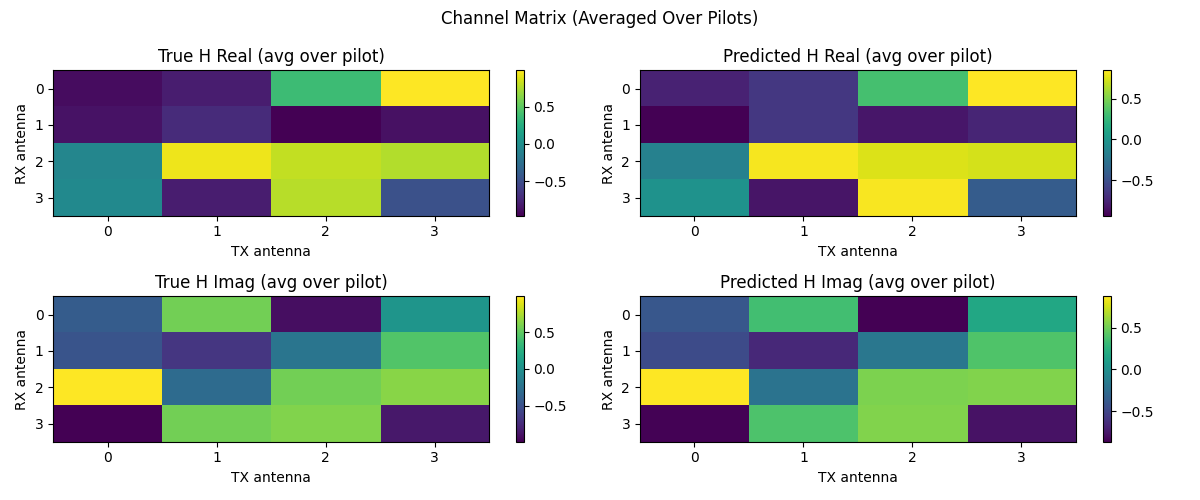 Channel Matrix (Averaged Over Pilots)
True H Real (avg over pilot)
RX antenna
0
1
2
3
0 1 2 3
TX antenna
0.5
0.0
−0.5
Predicted H Real (avg over pilot)
RX antenna
0
1
2
3
0 1 2 3
TX antenna
0.5
0.0
−0.5
True H Imag (avg over pilot)
RX antenna
0
1
2
3
0 1 2 3
TX antenna
0.5
0.0
−0.5
Predicted H Imag (avg over pilot)
RX antenna
0
1
2
3
0 1 2 3
TX antenna
0.5
0.0
−0.5